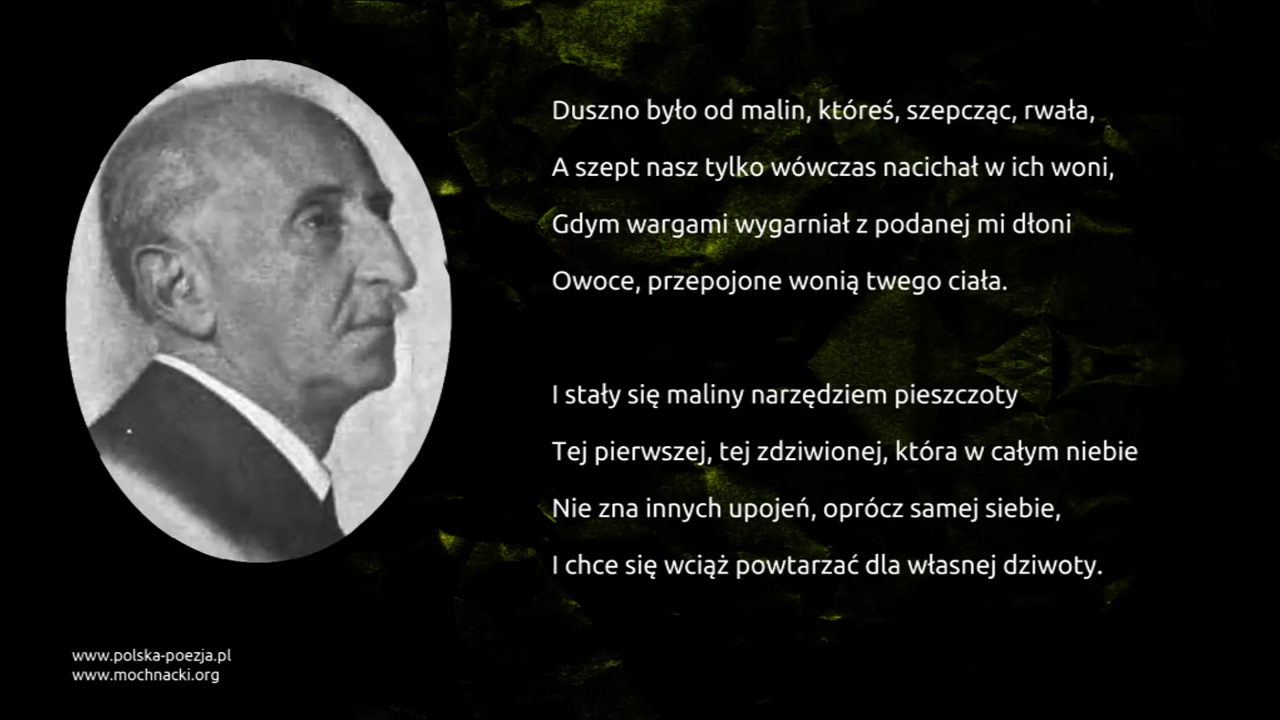 Duszno było od malin, któreś, szepcząc, rwała,
A szept nasz tylko wówczas nacichał w ich woni,
Gdym wargami wygarniał z podanej mi dłoni
Owoce, przepojone wonią twego ciała.
I stały się maliny narzędziem pieszczoty
Tej pierwszej, tej zdziwionej, która w całym niebie
Nie zna innych upojeń, oprócz samej siebie,
I chce się wciąż powtarzać dla własnej dziwoty.
www.polska-poezja.pl
www.mochnacki.org